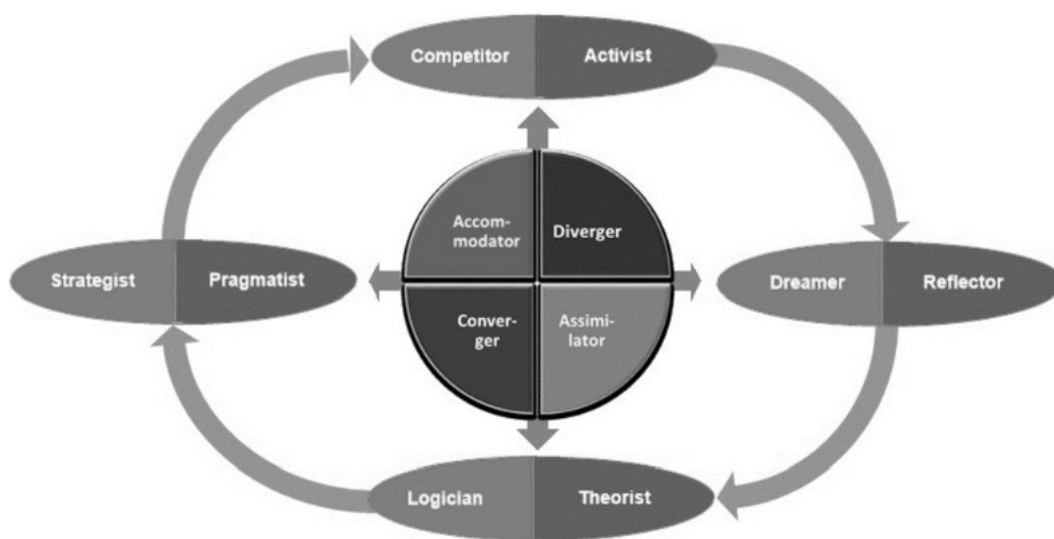 Competitor
Activist
Accom-
modator
Diverger
Strategist
Pragmatist
Dreamer
Reflector
Conver-
ger
Assimi-
lator
Logician
Theorist